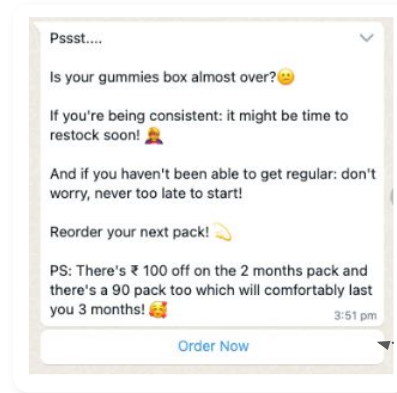 Pssst....
Is your gummies box almost over?😕
If you're being consistent: it might be time to
restock soon! 🙇‍♀️
And if you haven't been able to get regular: don't
worry, never too late to start!
Reorder your next pack! 💫
PS: There's ₹ 100 off on the 2 months pack and
there's a 90 pack too which will comfortably last
you 3 months! 🥰
3:51 pm
Order Now